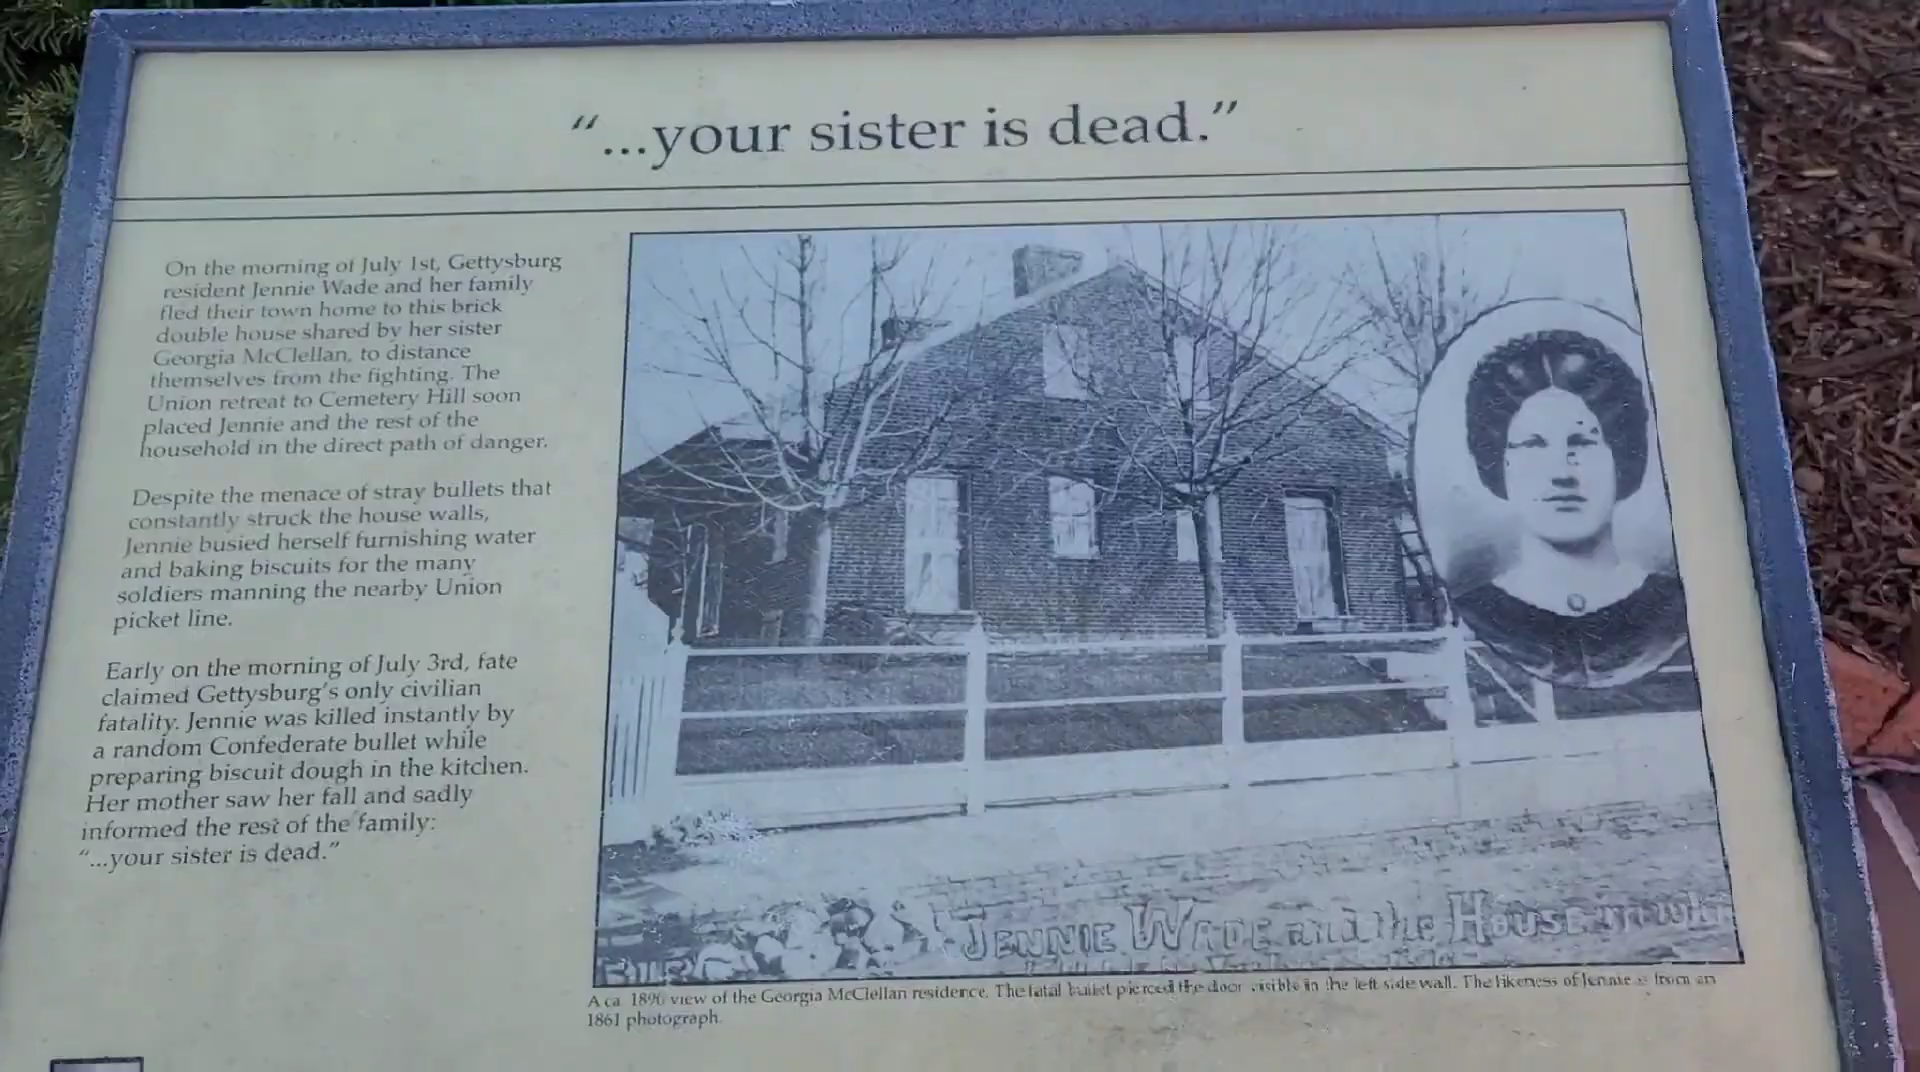 “...your sister is dead.”
On the morning of July 1st, Gettysburg
resident Jennie Wade and her family
fled their town home to this brick
double house shared by her sister
Georgia McClellan, to distance
themselves from the fighting. The
Union retreat to Cemetery Hill soon
placed Jennie and the rest of the
household in the direct path of danger.
Despite the menace of stray bullets that
constantly struck the house walls,
Jennie busied herself furnishing water
and baking biscuits for the many
soldiers manning the nearby Union
picket line.
Early on the morning of July 3rd, fate
claimed Gettysburg's only civilian
fatality. Jennie was killed instantly by
a random Confederate bullet while
preparing biscuit dough in the kitchen.
Her mother saw her fall and sadly
informed the rest of the family:
“...your sister is dead.”
JENNIE WADE and the HOUSE in
A ca. 1890 view of the Georgia McClellan residence. The fatal bullet pierced the door visible in the left side wall. The likeness of Jennie is from an
1861 photograph.